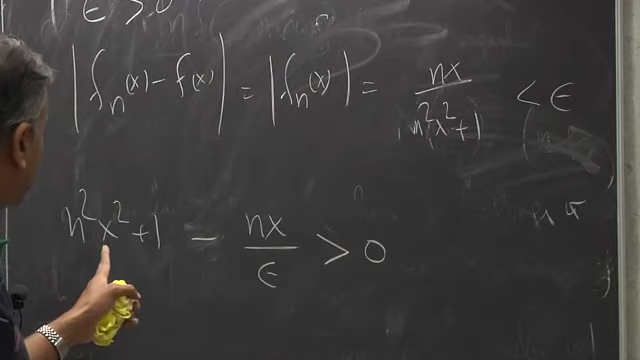 ε > 0
|fₙ(x) - f(x)| = |fₙ(x)| = nx / (n²x² + 1) < ε
n²x² + 1 - nx / ε > 0